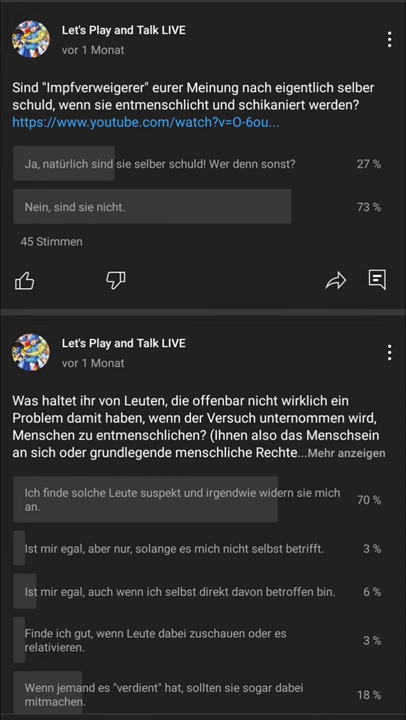 Let's Play and Talk LIVE
vor 1 Monat
Sind "Impfverweigerer" eurer Meinung nach eigentlich selber
schuld, wenn sie entmenschlicht und schikaniert werden?
https://www.youtube.com/watch?v=O-6ou...
Ja, natürlich sind sie selber schuld! Wer denn sonst? 27 %
Nein, sind sie nicht. 73 %
45 Stimmen
Let's Play and Talk LIVE
vor 1 Monat
Was haltet ihr von Leuten, die offenbar nicht wirklich ein
Problem damit haben, wenn der Versuch unternommen wird,
Menschen zu entmenschlichen? (Ihnen also das Menschsein
an sich oder grundlegende menschliche Rechte...Mehr anzeigen
Ich finde solche Leute suspekt und irgendwie widern sie mich
an. 70 %
Ist mir egal, aber nur, solange es mich nicht selbst betrifft. 3 %
Ist mir egal, auch wenn ich selbst direkt davon betroffen bin. 6 %
Finde ich gut, wenn Leute dabei zuschauen oder es
relativieren. 3 %
Wenn jemand es "verdient" hat, sollten sie sogar dabei
mitmachen. 18 %